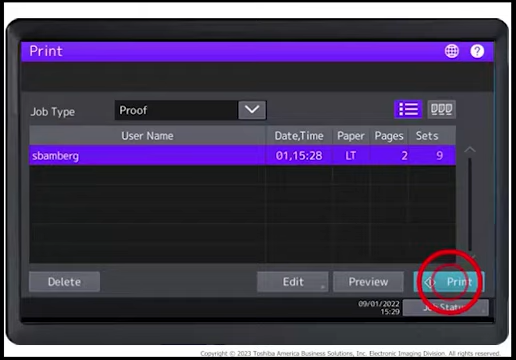 Print
?
Job Type Proof
User Name Date,Time Paper Pages Sets
sbamberg 01,15:28 LT 2 9
Delete Edit Preview Print
09/01/2022
15:29
Job Status
Copyright © 2023 Toshiba America Business Solutions, Inc. Electronic Imaging Division. All rights reserved.